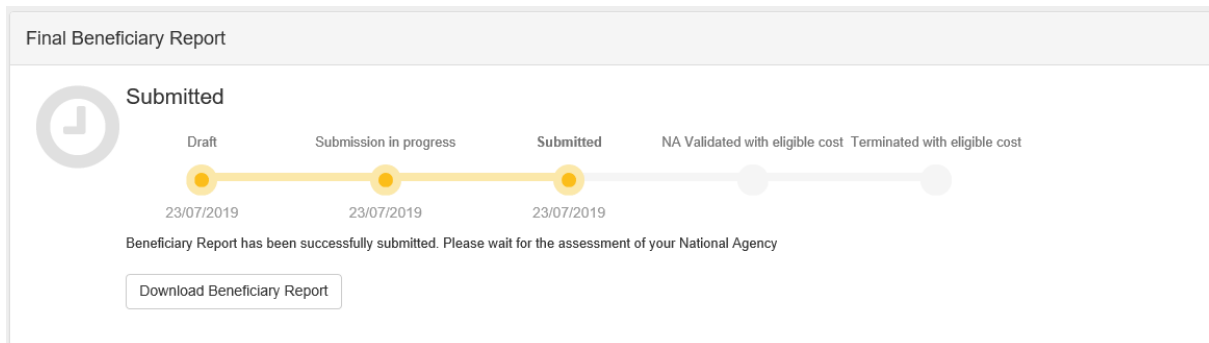 Final Beneficiary Report
Submitted
Draft Submission in progress Submitted NA Validated with eligible cost Terminated with eligible cost
23/07/2019 23/07/2019 23/07/2019
Beneficiary Report has been successfully submitted. Please wait for the assessment of your National Agency
Download Beneficiary Report